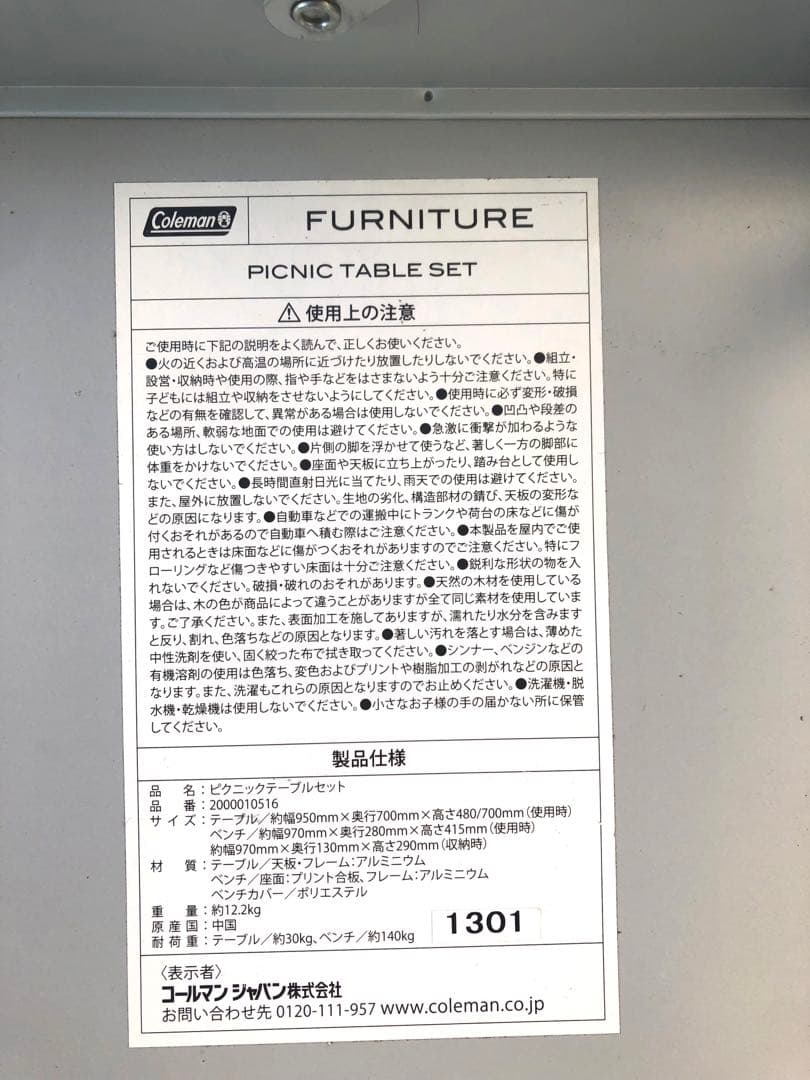 Coleman
FURNITURE
PICNIC TABLE SET
⚠ 使用上の注意
ご使用時に下記の説明をよく読んで、正しくお使いください。
●火の近くおよび高温の場所に近づけたり放置したりしないでください。●組立・
設営・収納時や使用の際、指や手などをはさまないよう十分ご注意ください。特に
子どもには組立や収納をさせないようにしてください。●使用時に必ず変形・破損
などの有無を確認して、異常がある場合は使用しないでください。●凹凸や段差の
ある場所、軟弱な地面での使用は避けてください。●急激に衝撃が加わるような
使い方はしないでください。●片側の脚を浮かせて使うなど、著しく一方の脚部に
体重をかけないでください。●座面や天板に立ち上がったり、踏み台として使用し
ないでください。●長時間直射日光に当てたり、雨天での使用は避けてください。
また、屋外に放置しないでください。生地の劣化、構造部材の錆び、天板の変形な
どの原因になります。●自動車などでの運搬中にトランクや荷台の床などに傷が
付くおそれがあるので自動車へ積む際はご注意ください。●本製品を屋内でご使
用されるときは床面などに傷がつくおそれがありますのでご注意ください。特にフ
ローリングなど傷つきやすい床面は十分ご注意ください。●鋭利な形状の物を入
れないでください。破損・破れのおそれがあります。●天然の木材を使用している
場合は、木の色が商品によって違うことがありますが全て同じ素材を使用していま
す。ご了承ください。また、表面加工を施してありますが、濡れたり水分を含みます
と反り、割れ、色落ちなどの原因となります。●著しい汚れを落とす場合は、薄めた
中性洗剤を使い、固く絞った布で拭き取ってください。●シンナー、ベンジンなどの
有機溶剤の使用は色落ち、変色およびプリントや樹脂加工の剥がれなどの原因と
なります。また、洗濯もこれらの原因となりますのでお止めください。●洗濯機・脱
水機・乾燥機は使用しないでください。●小さなお子様の手の届かない所に保管
してください。
製品仕様
品 名：ピクニックテーブルセット
品 番：2000010516
サイズ：テーブル／約幅950mm×奥行700mm×高さ480/700mm（使用時）
ベンチ／約幅970mm×奥行280mm×高さ415mm（使用時）
約幅970mm×奥行130mm×高さ290mm（収納時）
材 質：テーブル／天板・フレーム：アルミニウム
ベンチ／座面：プリント合板、フレーム：アルミニウム
ベンチカバー／ポリエステル
重 量：約12.2kg
原産国：中国
耐荷重：テーブル／約30kg、ベンチ／約140kg
1301
〈表示者〉
コールマン ジャパン株式会社
お問い合わせ先 0120-111-957 www.coleman.co.jp